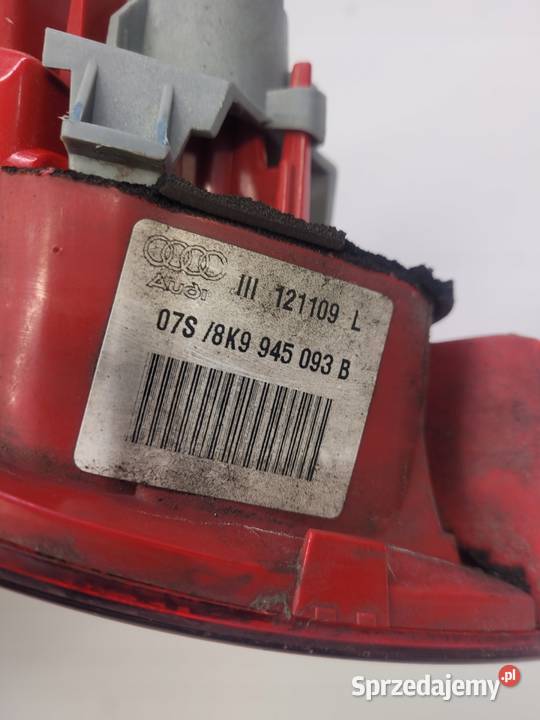 Audi
III 121109 L
07S /8K9 945 093 B
Sprzedajemy.pl